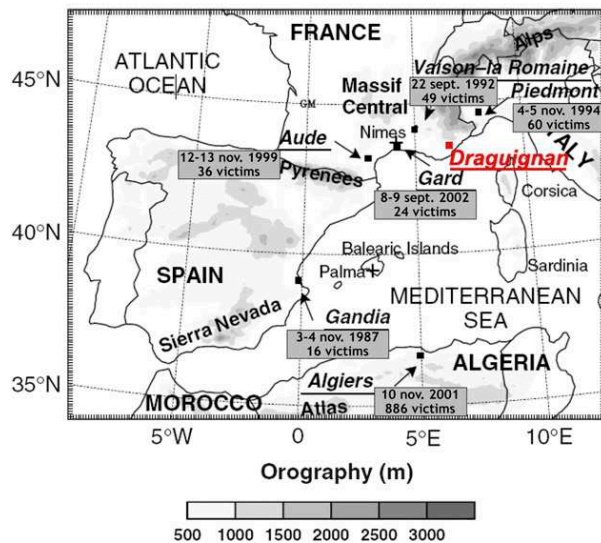 FRANCE
Alps
ATLANTIC
OCEAN
45°N
Vaison-la Romaine
22 sept. 1992
49 victims
Piedmont
4-5 nov. 1994
60 victims
Massif
Central
GM
Nimes
Aude
12-13 nov. 1999
36 victims
Pyrenees
Draguignan
ITALY
Gard
8-9 sept. 2002
24 victims
Corsica
40°N
Balearic Islands
Palma
SPAIN
Sardinia
MEDITERRANEAN
SEA
Sierra Nevada
Gandia
3-4 nov. 1987
16 victims
ALGERIA
Algiers
35°N
MOROCCO
Atlas
10 nov. 2001
886 victims
5°W
0
5°E
10°E
Orography (m)
500 1000 1500 2000 2500 3000